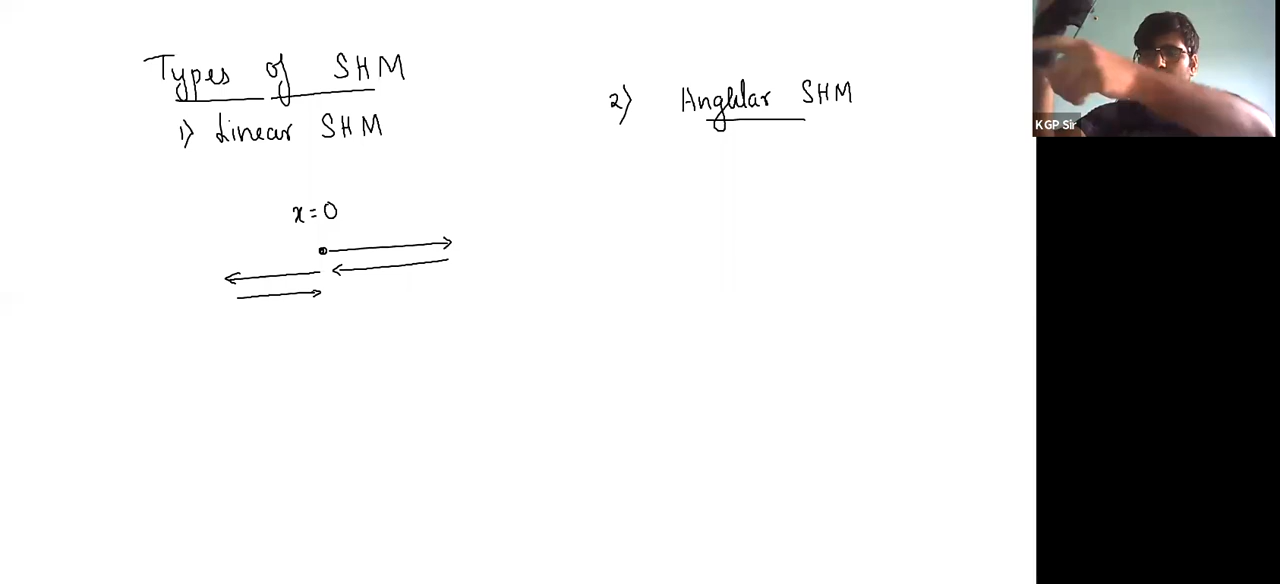 Types of SHM
1) Linear SHM
x = 0
2) Angular SHM
KGP Sir